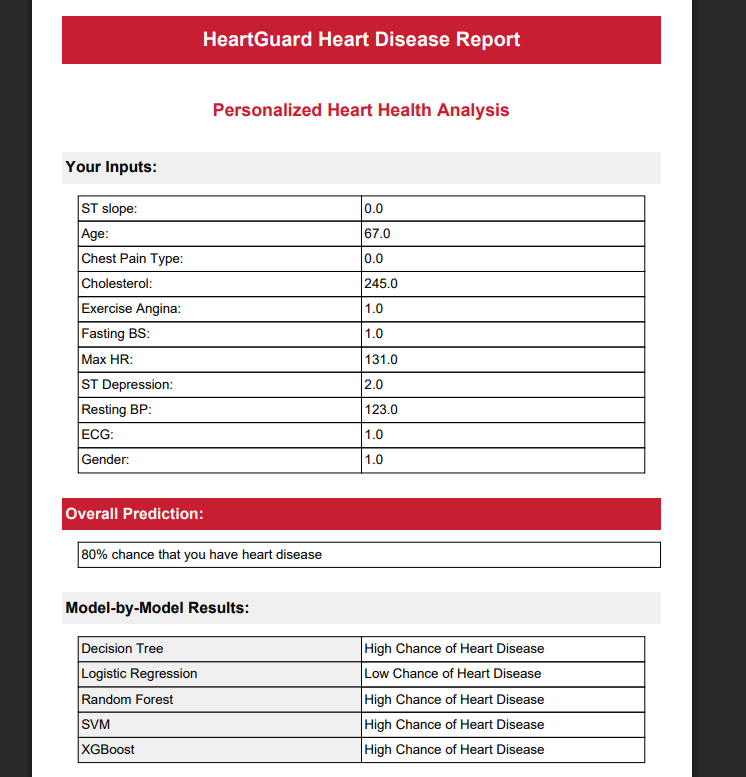 HeartGuard Heart Disease Report
Personalized Heart Health Analysis
Your Inputs:
ST slope: 0.0
Age: 67.0
Chest Pain Type: 0.0
Cholesterol: 245.0
Exercise Angina: 1.0
Fasting BS: 1.0
Max HR: 131.0
ST Depression: 2.0
Resting BP: 123.0
ECG: 1.0
Gender: 1.0
Overall Prediction:
80% chance that you have heart disease
Model-by-Model Results:
Decision Tree High Chance of Heart Disease
Logistic Regression Low Chance of Heart Disease
Random Forest High Chance of Heart Disease
SVM High Chance of Heart Disease
XGBoost High Chance of Heart Disease